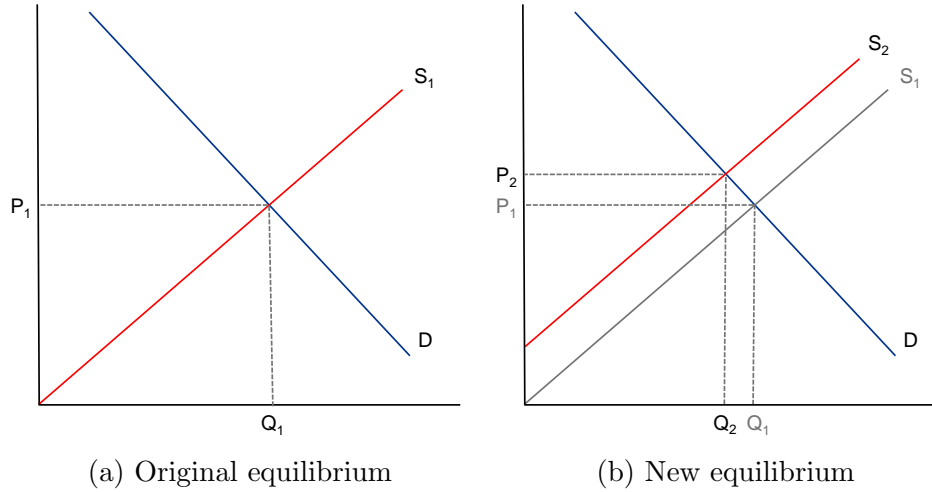 S₁
P₁
D
Q₁
(a) Original equilibrium
S₂
S₁
P₂
P₁
D
Q₂ Q₁
(b) New equilibrium